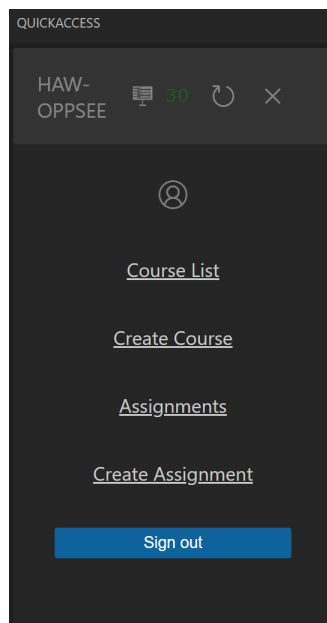 QUICKACCESS
HAW-
OPPSEE
30
Course List
Create Course
Assignments
Create Assignment
Sign out